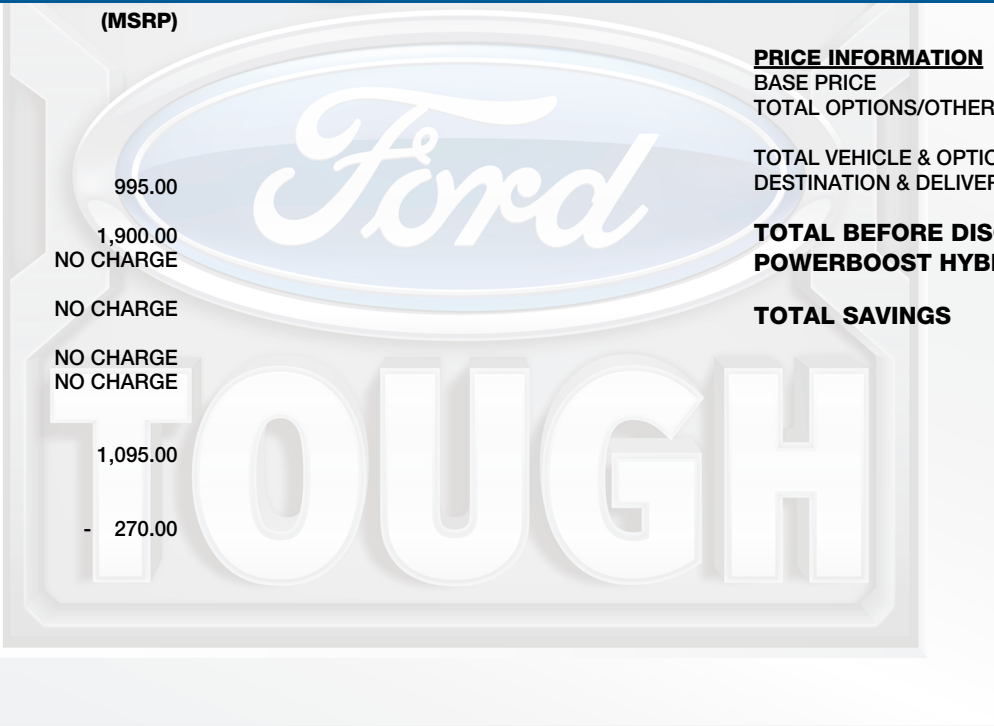 (MSRP)
995.00
1,900.00
NO CHARGE
NO CHARGE
NO CHARGE
NO CHARGE
1,095.00
- 270.00
PRICE INFORMATION
BASE PRICE
TOTAL OPTIONS/OTHER
TOTAL VEHICLE & OPTIO
DESTINATION & DELIVER
TOTAL BEFORE DIS
POWERBOOST HYB
TOTAL SAVINGS
Ford
TOUGH